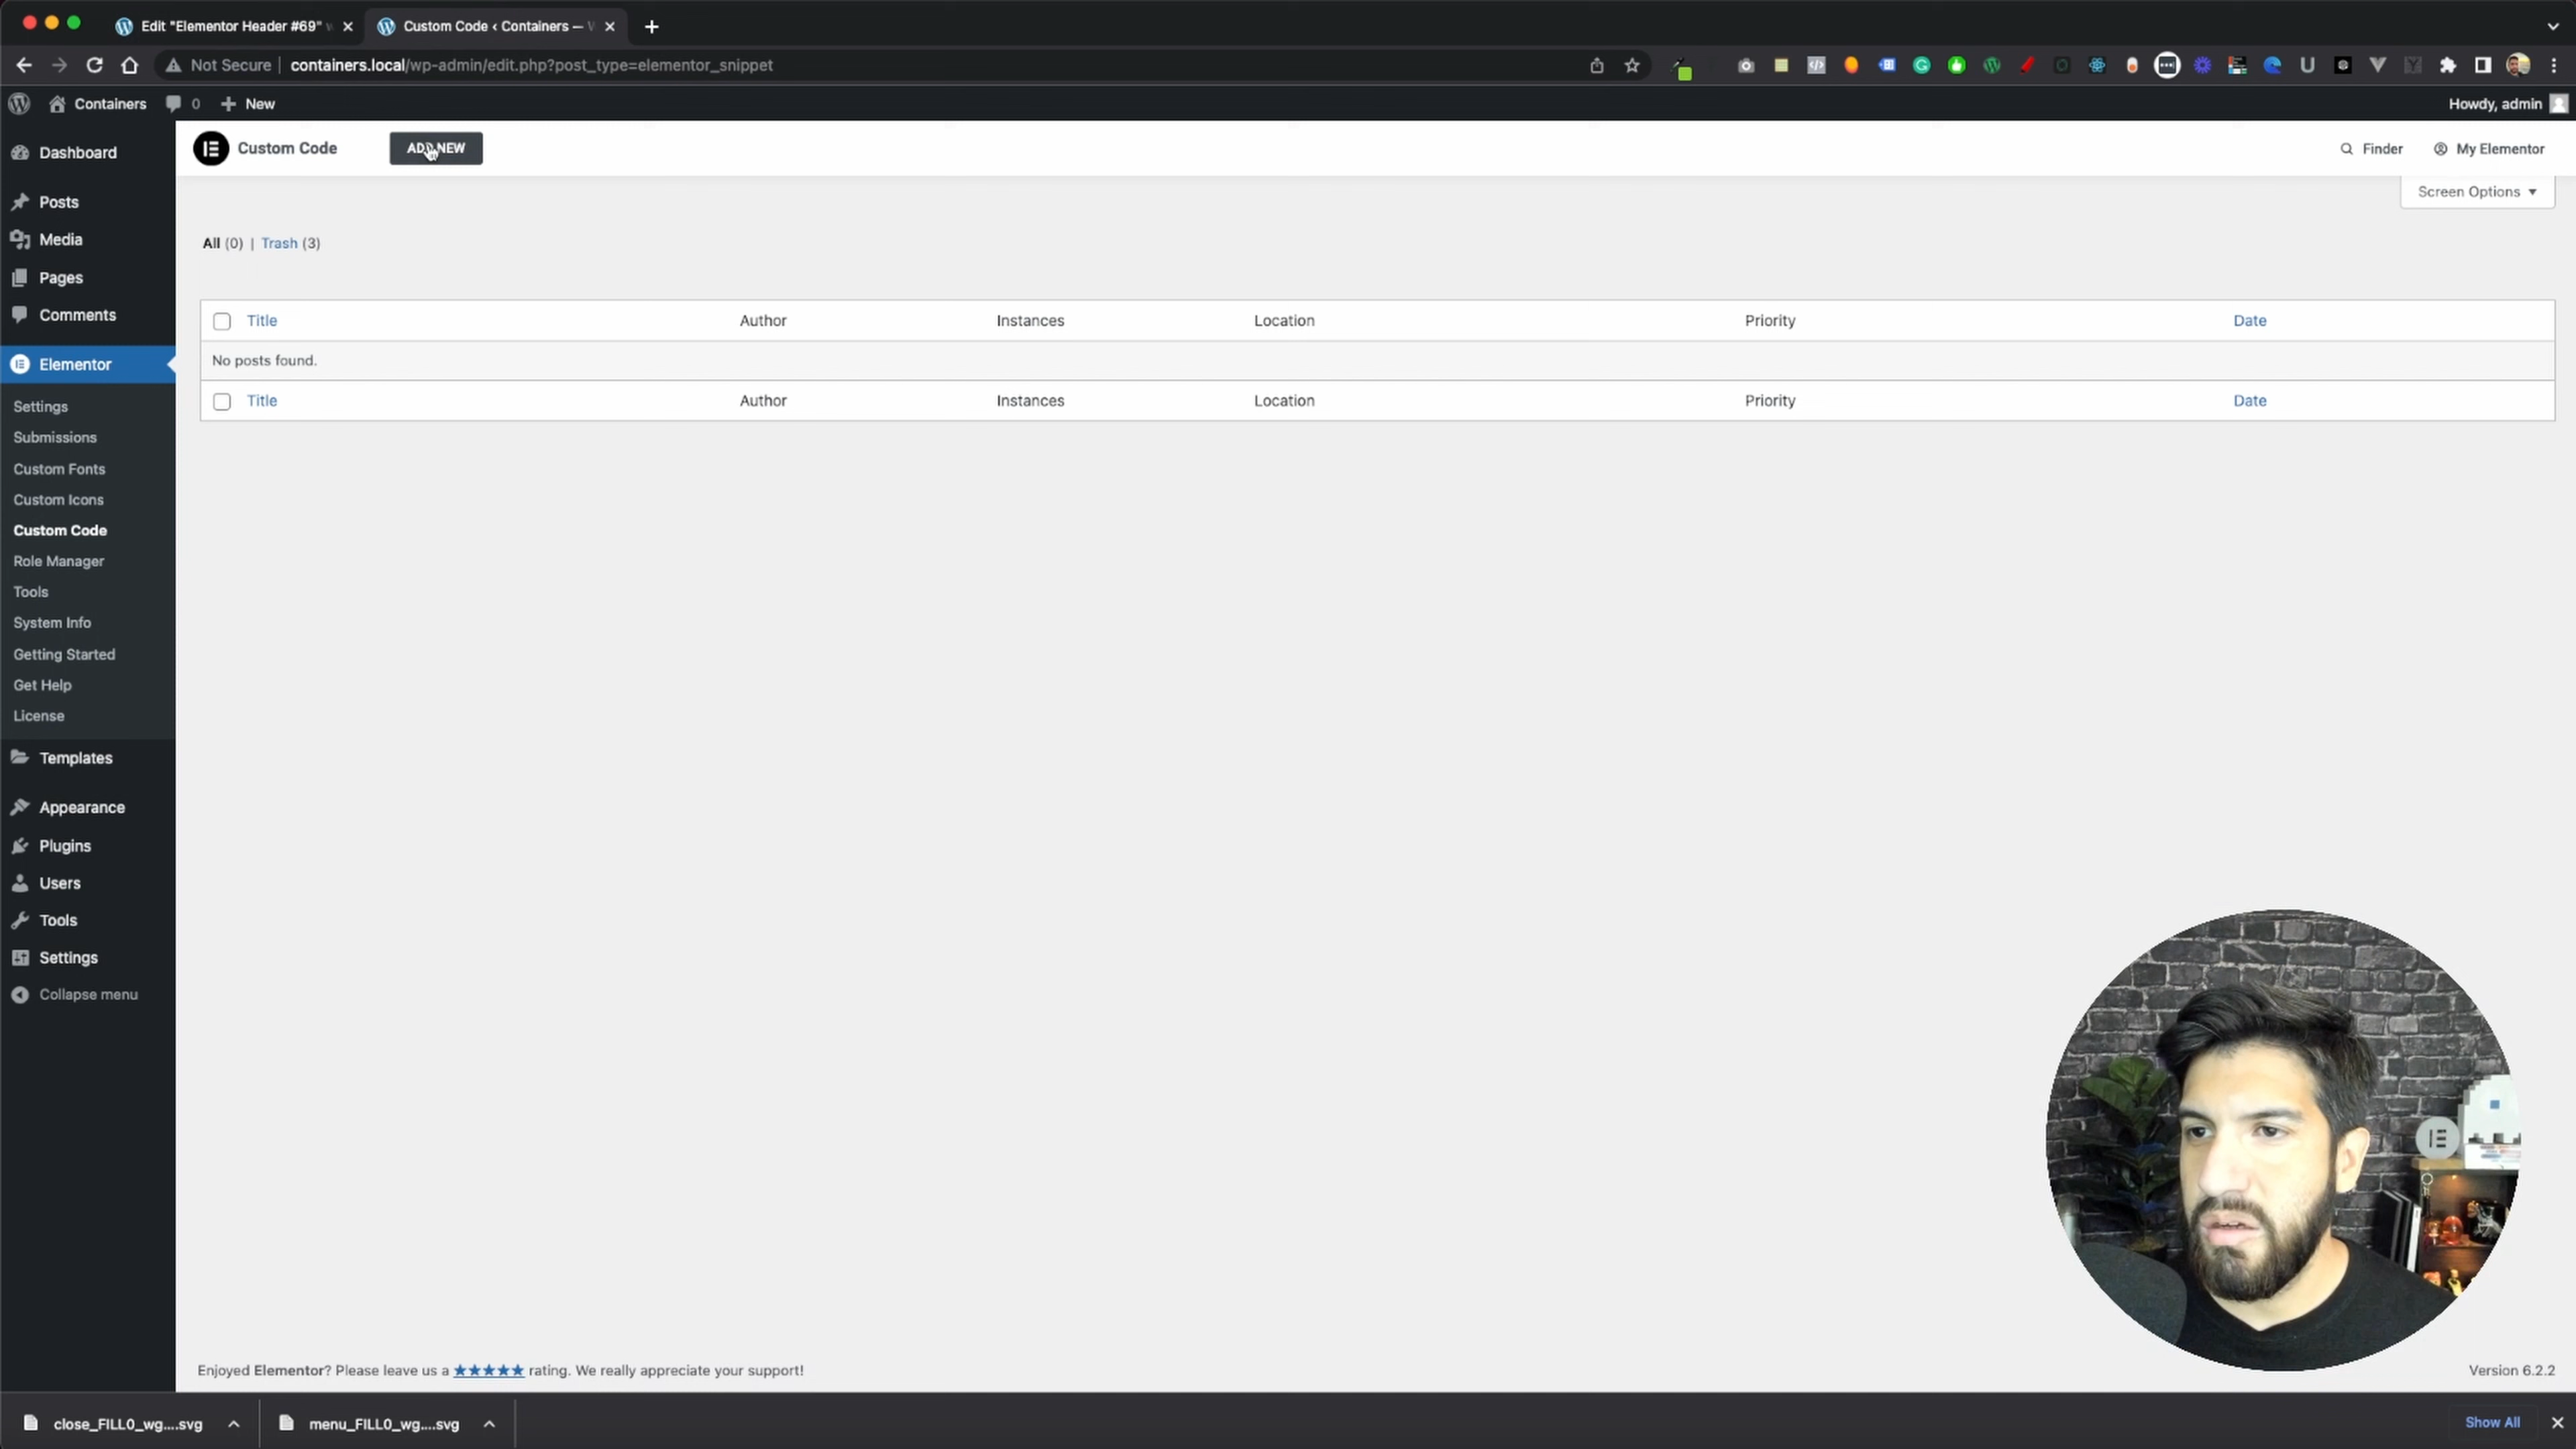 Edit "Elementor Header #69" w
Custom Code ‹ Containers — W
Not Secure
containers.local/wp-admin/edit.php?post_type=elementor_snippet
Containers
0
New
Howdy, admin
Dashboard
Posts
Media
Pages
Comments
Elementor
Settings
Submissions
Custom Fonts
Custom Icons
Custom Code
Role Manager
Tools
System Info
Getting Started
Get Help
License
Templates
Appearance
Plugins
Users
Tools
Settings
Collapse menu
Custom Code
ADD NEW
Finder
My Elementor
Screen Options
All (0) | Trash (3)
Title Author Instances Location Priority Date
No posts found.
Title Author Instances Location Priority Date
Enjoyed Elementor? Please leave us a ★★★★★ rating. We really appreciate your support!
Version 6.2.2
close_FILL0_wg....svg
menu_FILL0_wg....svg
Show All